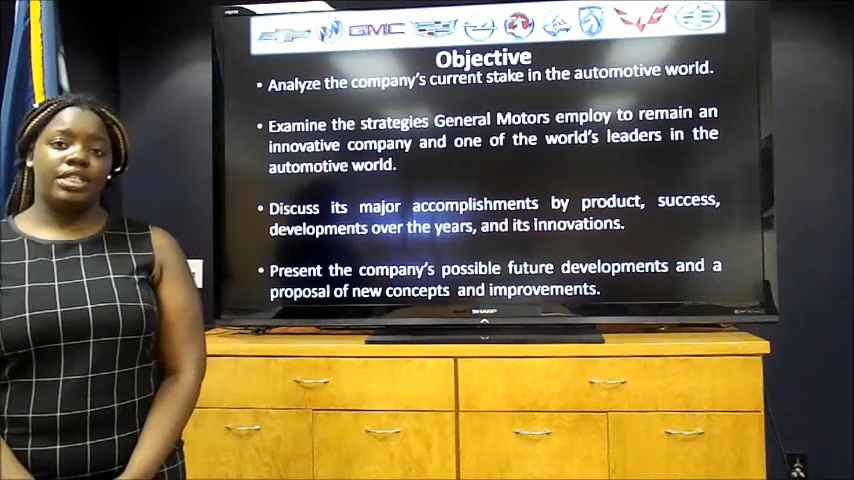 GMC
Objective
• Analyze the company's current stake in the automotive world.
• Examine the strategies General Motors employ to remain an
innovative company, and one of the world's leaders in the
automotive world.
• Discuss its major accomplishments by product, success,
developments over the years, and its innovations.
• Present the company's possible future developments and a
proposal of new concepts and improvements.
SHARP